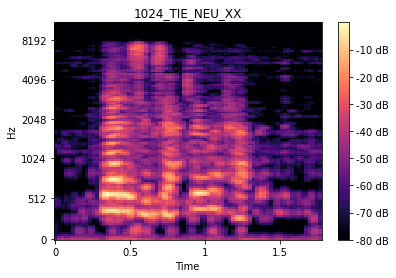 1024_TIE_NEU_XX
8192
4096
2048
1024
512
0
Hz
0
0.5
1
1.5
Time
-10 dB
-20 dB
-30 dB
-40 dB
-50 dB
-60 dB
-70 dB
-80 dB